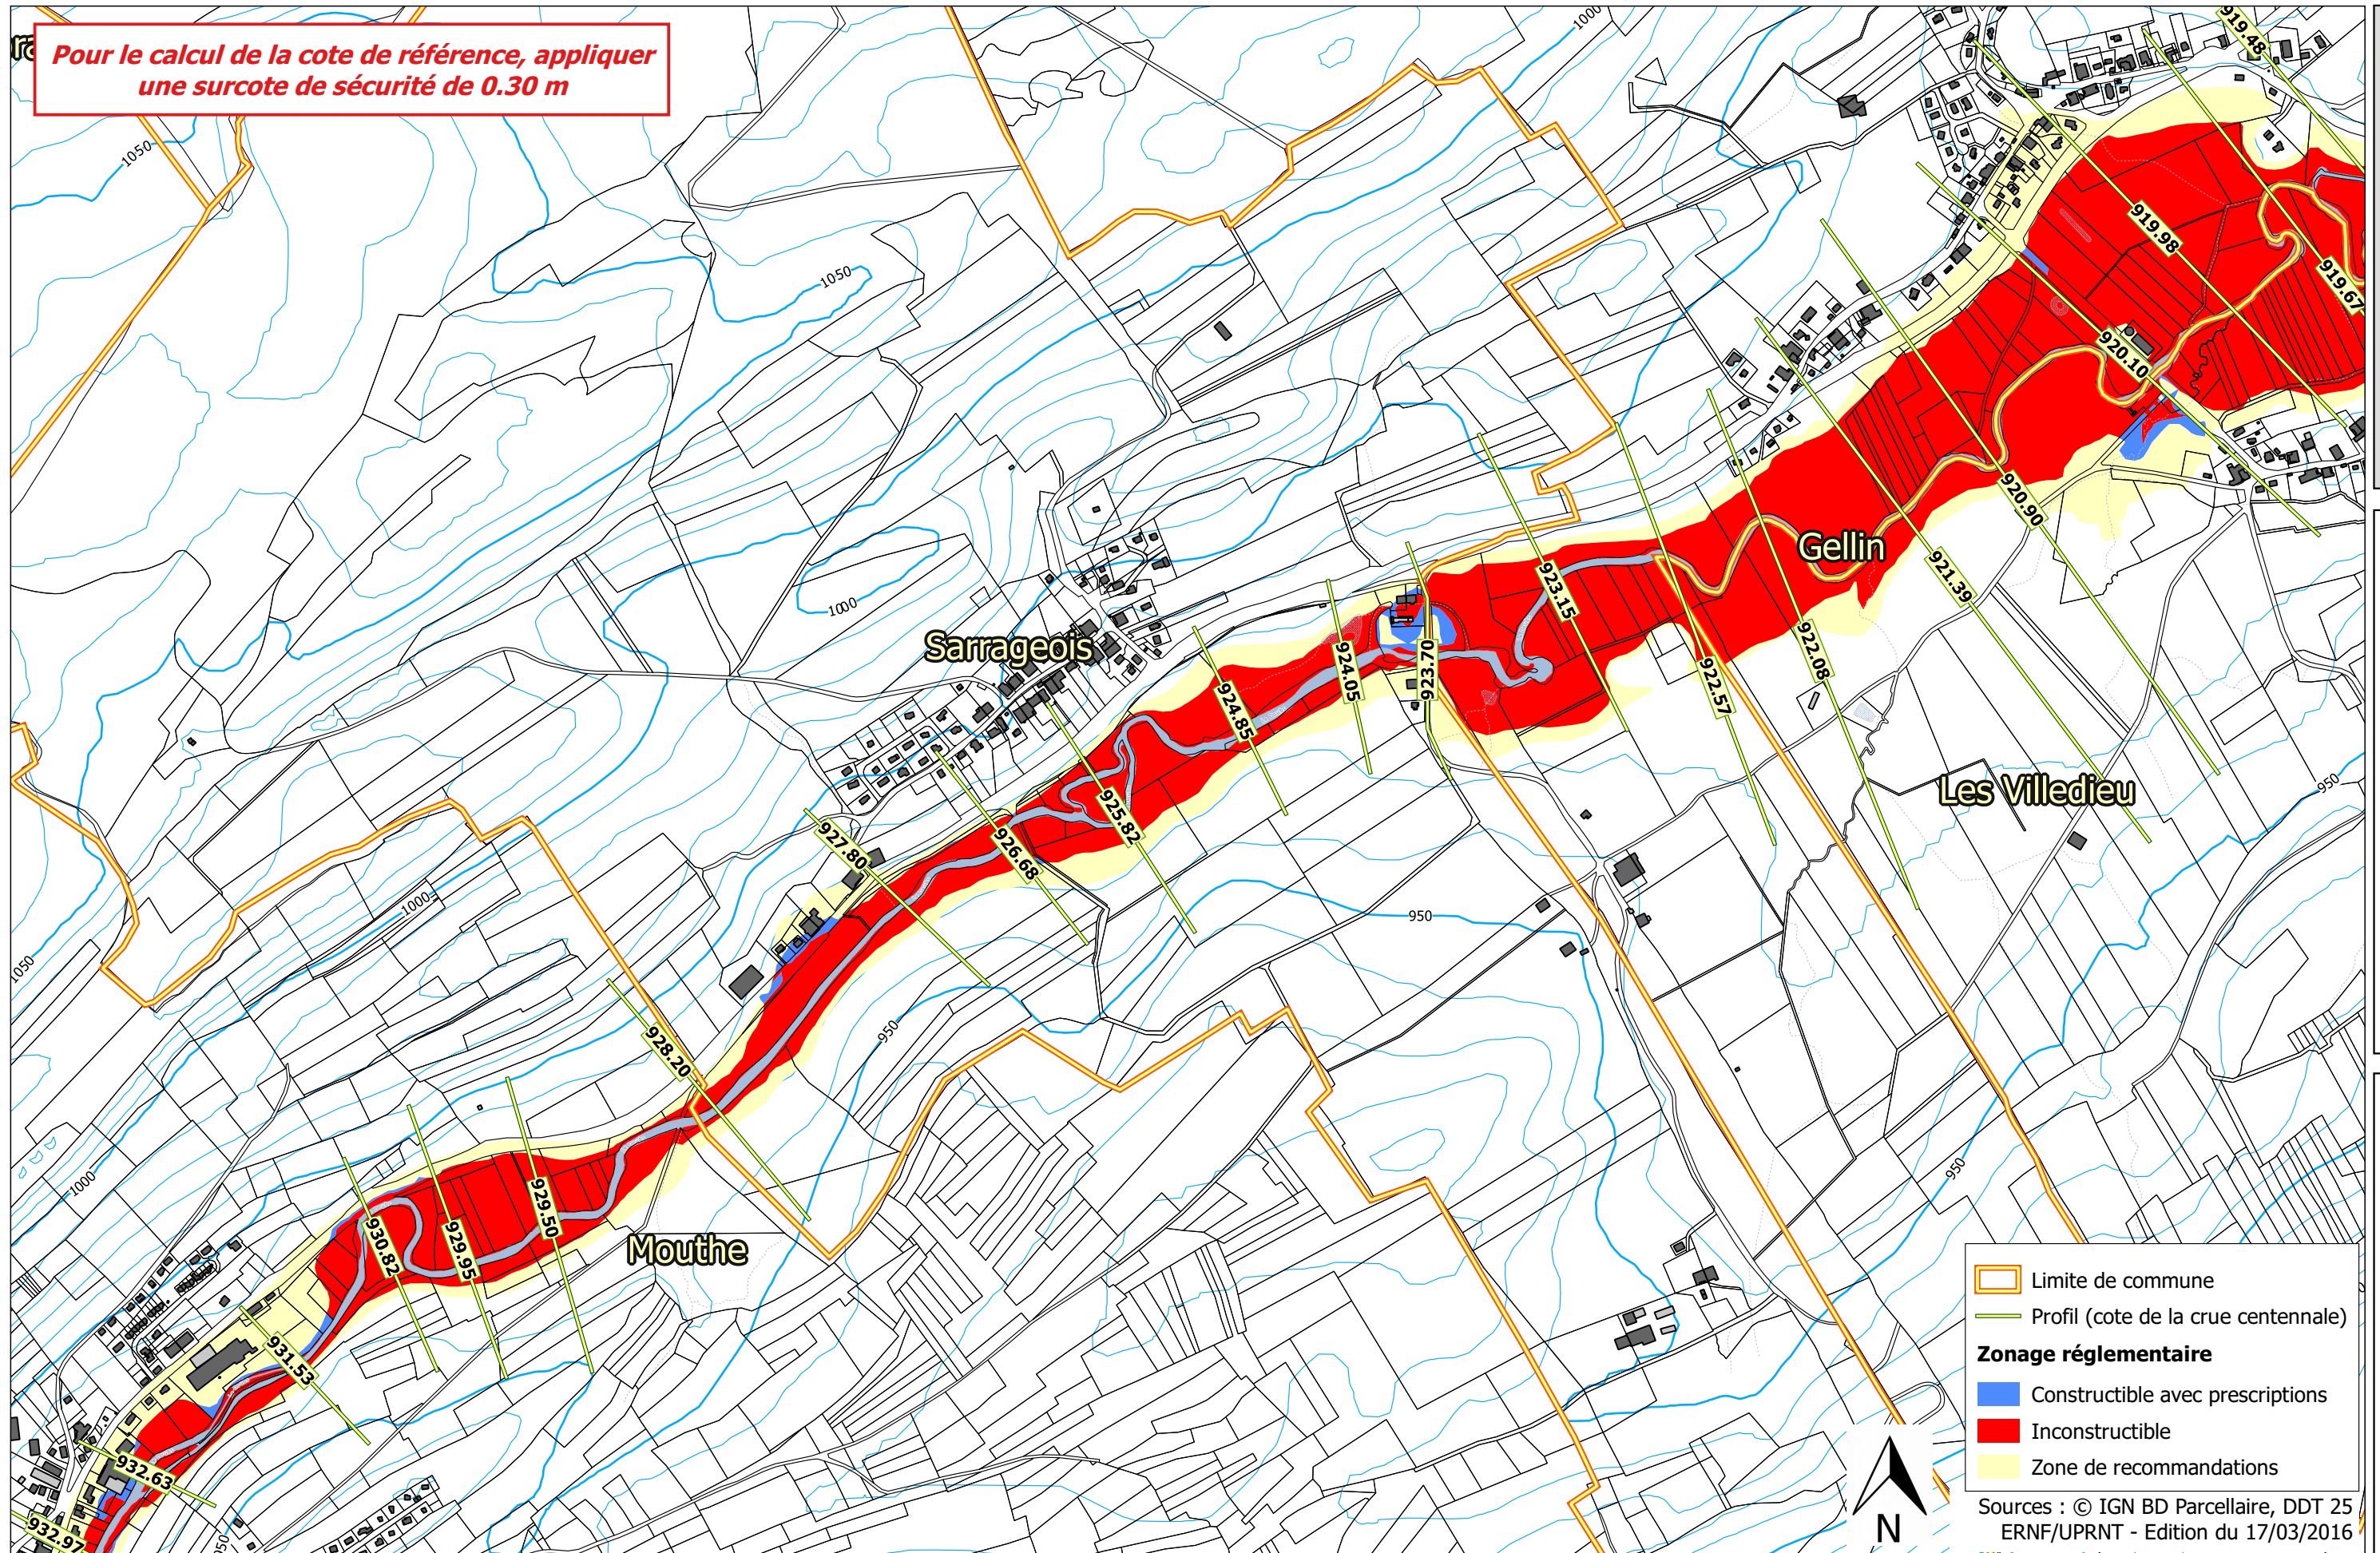 Pour le calcul de la cote de référence, appliquer
une surcote de sécurité de 0.30 m
1000
919.48
1050
1050
919.98
919.67
920.10
920.90
Gellin
921.39
923.15
1000
Sarrageois
924.05
923.70
922.08
922.57
924.85
Les Villedieu
950
925.82
927.80
926.68
1000
950
1050
950
928.20
950
1000
929.50
930.82
929.95
Mouthe
931.53
932.63
932.97
Limite de commune
Profil (cote de la crue centennale)
Zonage réglementaire
Constructible avec prescriptions
Inconstructible
Zone de recommandations
N
Sources : © IGN BD Parcellaire, DDT 25
ERNF/UPRNT - Edition du 17/03/2016